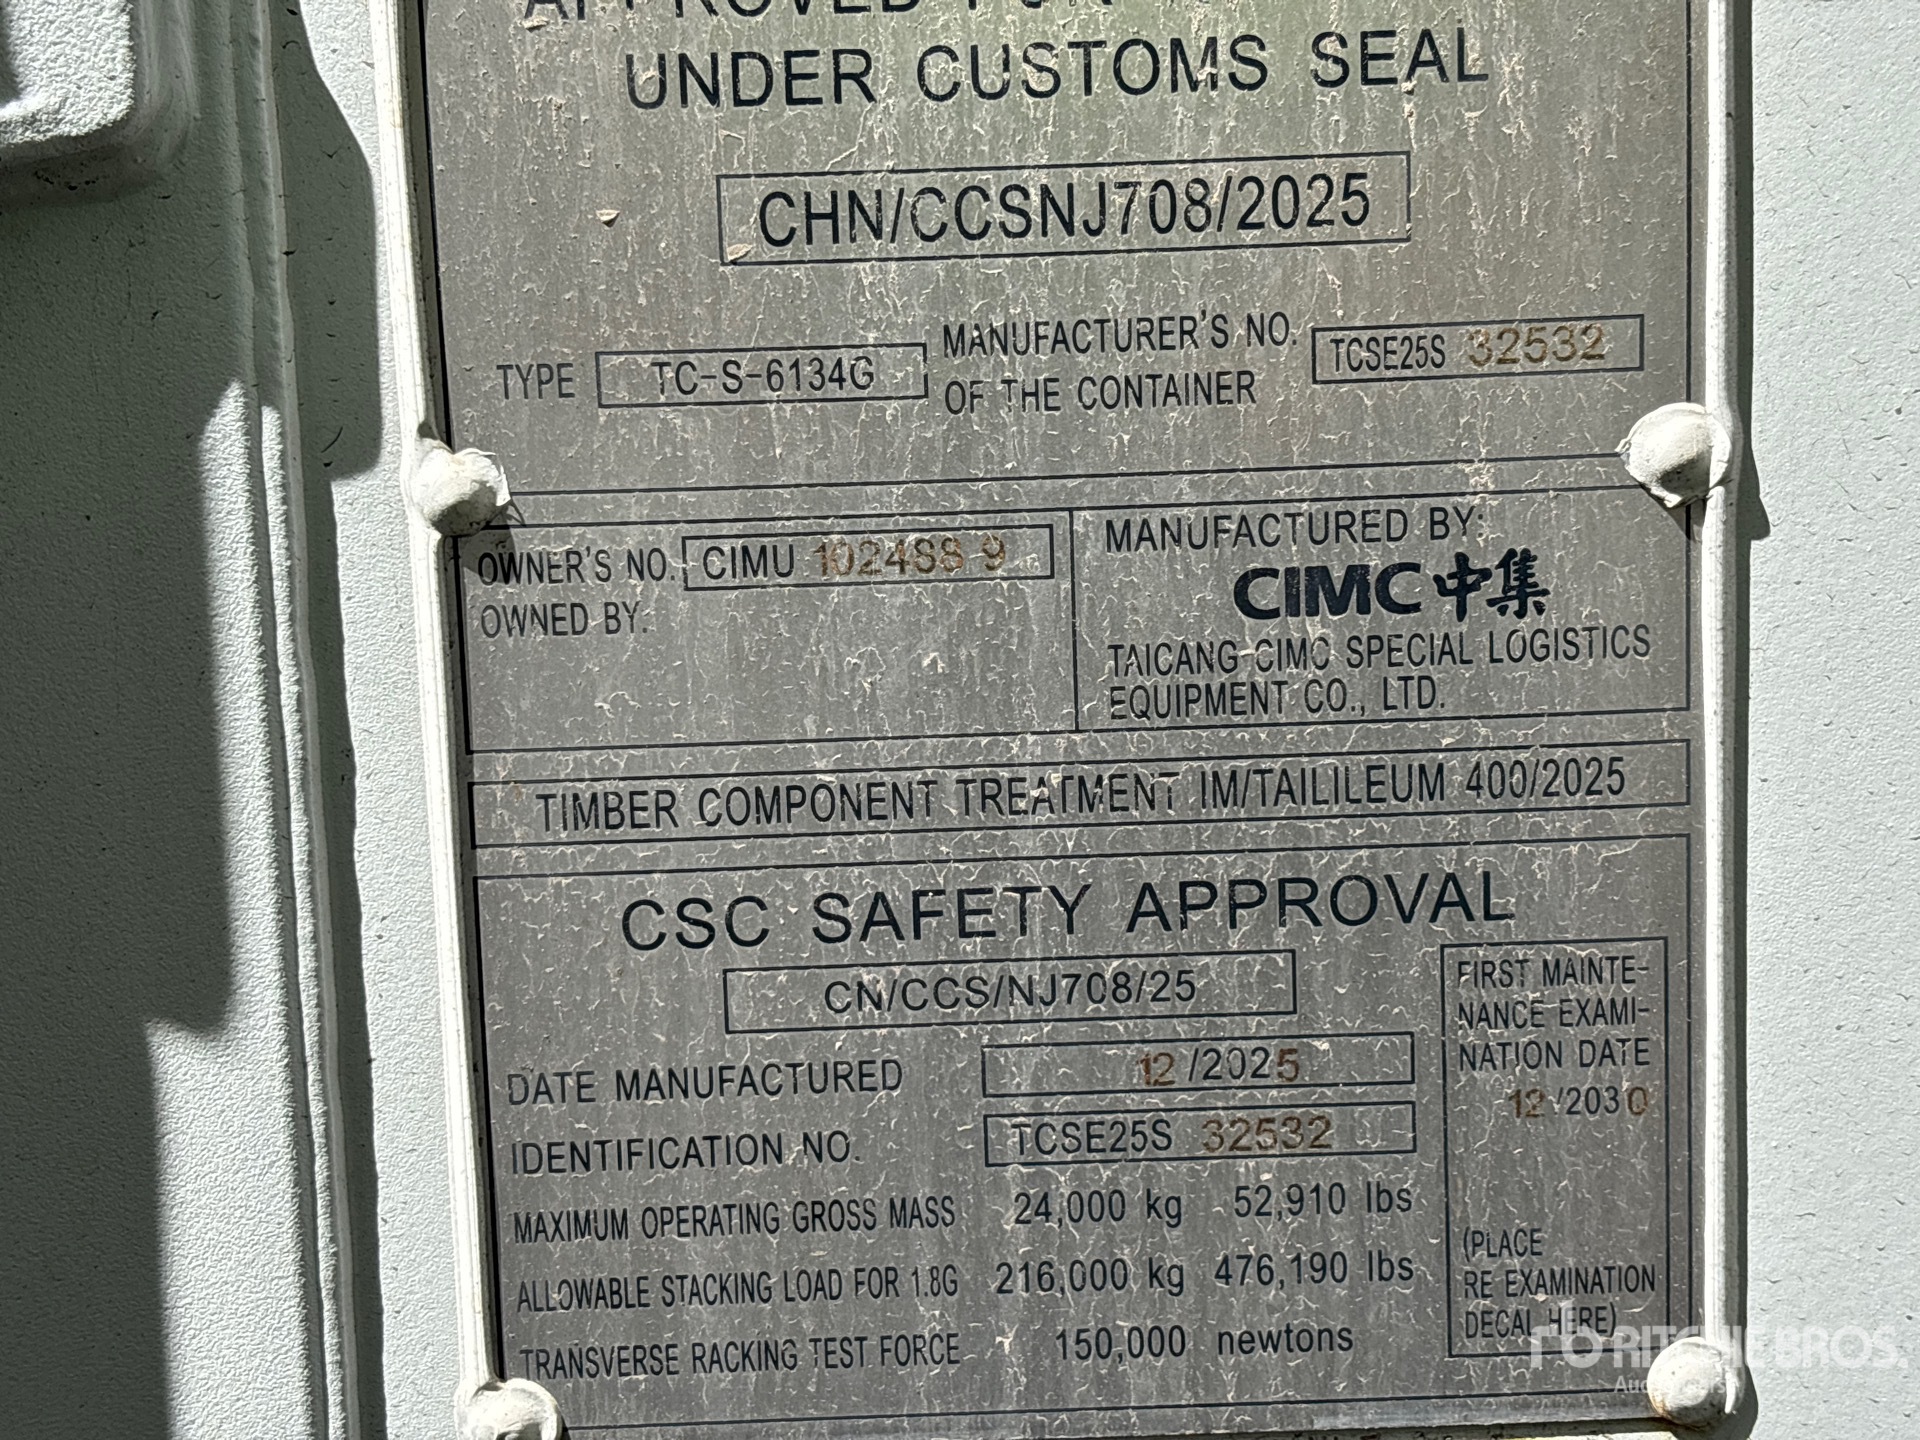 APPROVED FOR
UNDER CUSTOMS SEAL
CHN/CCSNJ708/2025
TYPE TC-S-6134G MANUFACTURER'S NO. OF THE CONTAINER TCSE25S 32532
OWNER'S NO. CIMU 102488 9
OWNED BY:
MANUFACTURED BY:
CIMC 中集
TAICANG CIMC SPECIAL LOGISTICS
EQUIPMENT CO., LTD.
TIMBER COMPONENT TREATMENT IM/TAILILEUM 400/2025
CSC SAFETY APPROVAL
CN/CCS/NJ708/25
DATE MANUFACTURED 12/2025
IDENTIFICATION NO. TCSE25S 32532
MAXIMUM OPERATING GROSS MASS 24,000 kg 52,910 lbs
ALLOWABLE STACKING LOAD FOR 1.8G 216,000 kg 476,190 lbs
TRANSVERSE RACKING TEST FORCE 150,000 newtons
FIRST MAINTE-
NANCE EXAMI-
NATION DATE
12/2030
(PLACE
RE EXAMINATION
DECAL HERE)
RITCHIE BROS.